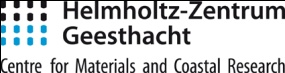 Helmholtz-Zentrum
Geesthacht
Centre for Materials and Coastal Research